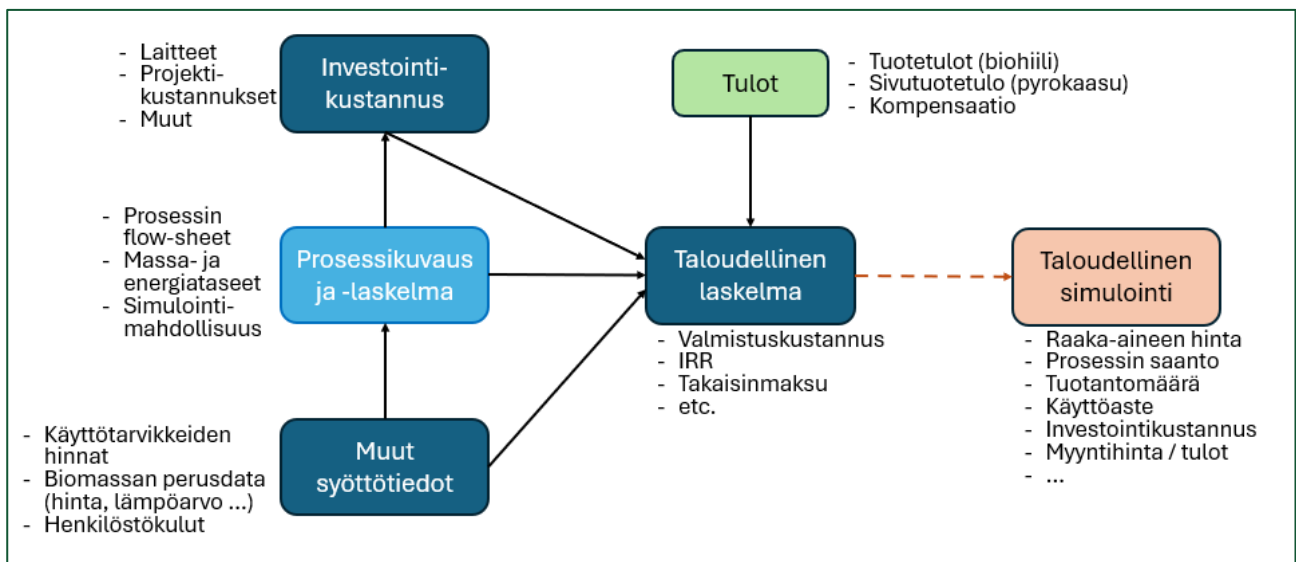 - Laitteet
- Projekti-
kustannukset
- Muut
Investointi-
kustannus
Tulot
- Tuotetulot (biohiili)
- Sivutuotetulo (pyrokaasu)
- Kompensaatio
- Prosessin
flow-sheet
- Massa- ja
energiataseet
- Simulointi-
mahdollisuus
Prosessikuvaus
ja -laskelma
Taloudellinen
laskelma
- Valmistuskustannus
- IRR
- Takaisinmaksu
- etc.
Taloudellinen
simulointi
- Raaka-aineen hinta
- Prosessin saanto
- Tuotantomäärä
- Käyttöaste
- Investointikustannus
- Myyntihinta / tulot
- ...
- Käyttötarvikkeiden
hinnat
- Biomassan perusdata
(hinta, lämpöarvo ...)
- Henkilöstökulut
Muut
syöttötiedot